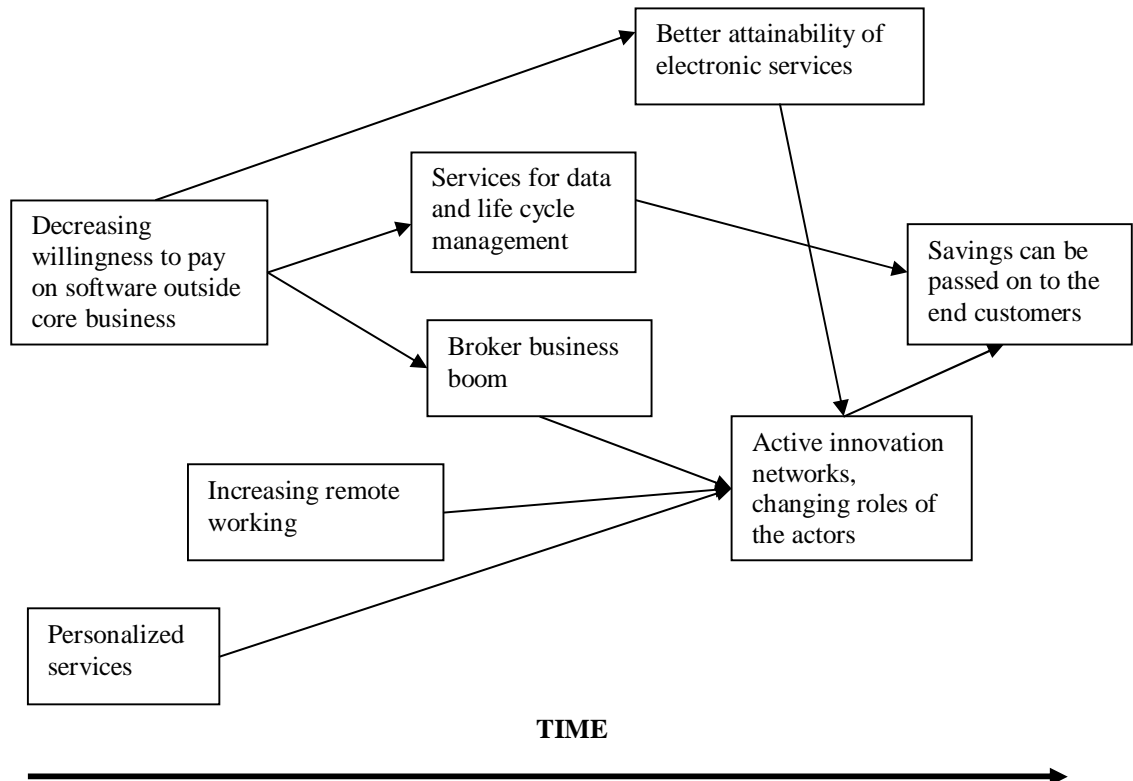 Better attainability of
electronic services
Services for data
and life cycle
management
Decreasing
willingness to pay
on software outside
core business
Savings can be
passed on to the
end customers
Broker business
boom
Active innovation
networks,
changing roles of
the actors
Increasing remote
working
Personalized
services
TIME